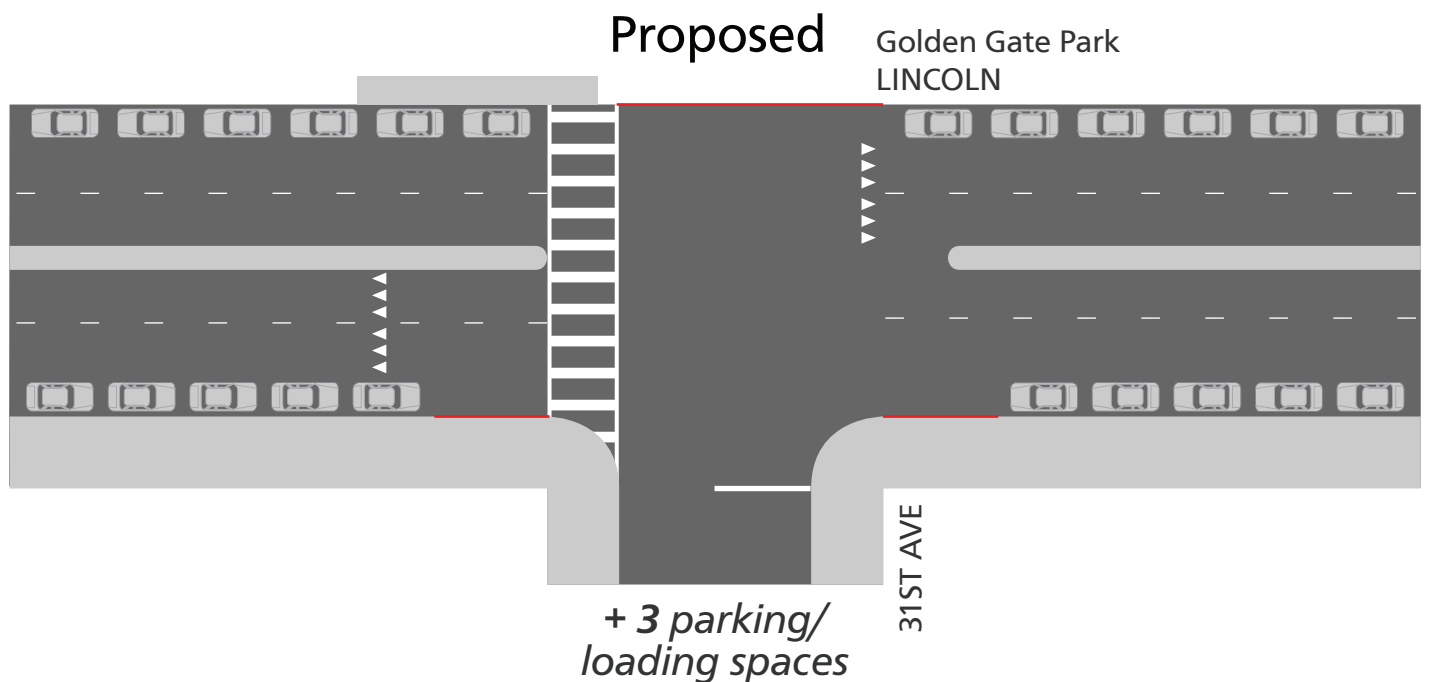 Proposed
Golden Gate Park
LINCOLN
31ST AVE
+ 3 parking/
loading spaces